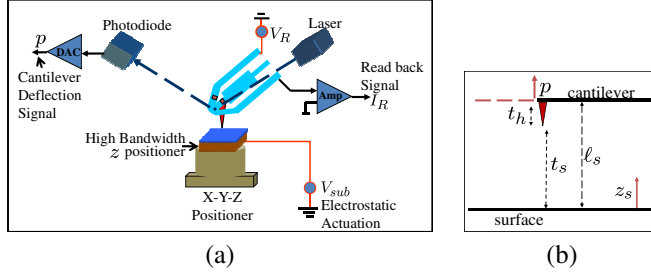 Photodiode
Laser
V_R
p
DAC
Cantilever
Deflection
Signal
Read back
Signal
Amp
I_R
High Bandwidth
z positioner
X-Y-Z
Positioner
V_sub
Electrostatic
Actuation
(a)
p
cantilever
t_h
t_s
ℓ_s
z_s
surface
(b)